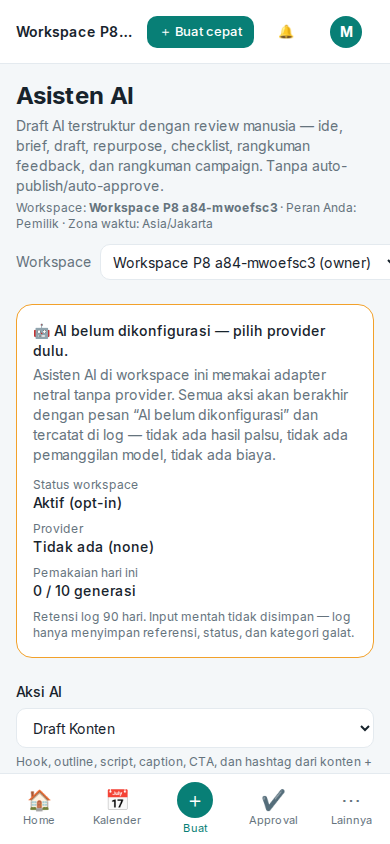 Workspace P8...
+ Buat cepat
M
Asisten AI
Draft AI terstruktur dengan review manusia — ide,
brief, draft, repurpose, checklist, rangkuman
feedback, dan rangkuman campaign. Tanpa auto-
publish/auto-approve.
Workspace: Workspace P8 a84-mwoefsc3 · Peran Anda:
Pemilik · Zona waktu: Asia/Jakarta
Workspace
Workspace P8 a84-mwoefsc3 (owner)
🤖 AI belum dikonfigurasi — pilih provider
dulu.
Asisten AI di workspace ini memakai adapter
netral tanpa provider. Semua aksi akan berakhir
dengan pesan “AI belum dikonfigurasi” dan
tercatat di log — tidak ada hasil palsu, tidak ada
pemanggilan model, tidak ada biaya.
Status workspace
Aktif (opt-in)
Provider
Tidak ada (none)
Pemakaian hari ini
0 / 10 generasi
Retensi log 90 hari. Input mentah tidak disimpan — log
hanya menyimpan referensi, status, dan kategori galat.
Aksi AI
Draft Konten
Hook, outline, script, caption, CTA, dan hashtag dari konten +
Home
Kalender
Buat
Approval
Lainnya